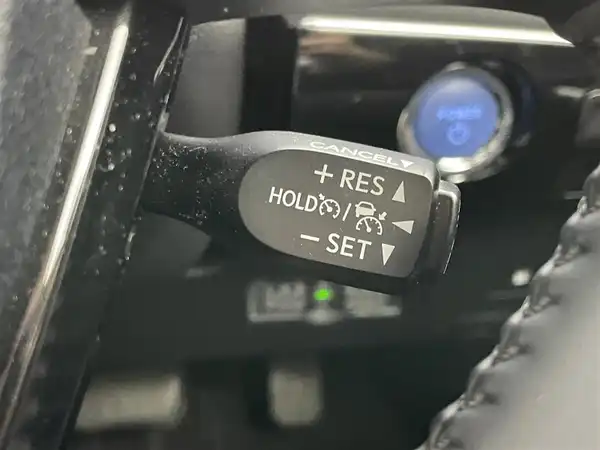 CANCEL
+ RES
HOLD /
- SET
POWER